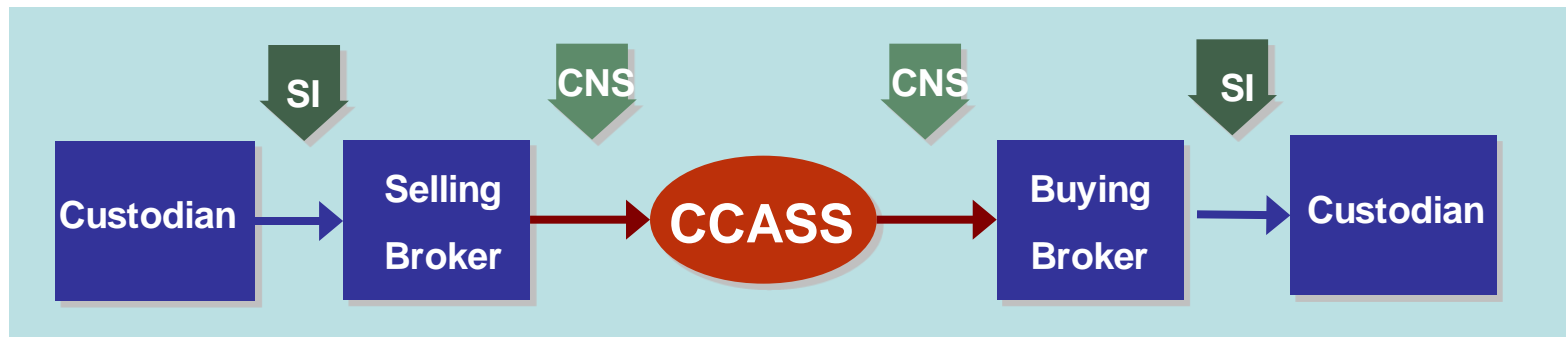 SI
CNS
CNS
SI
Custodian
Selling
Broker
CCASS
Buying
Broker
Custodian